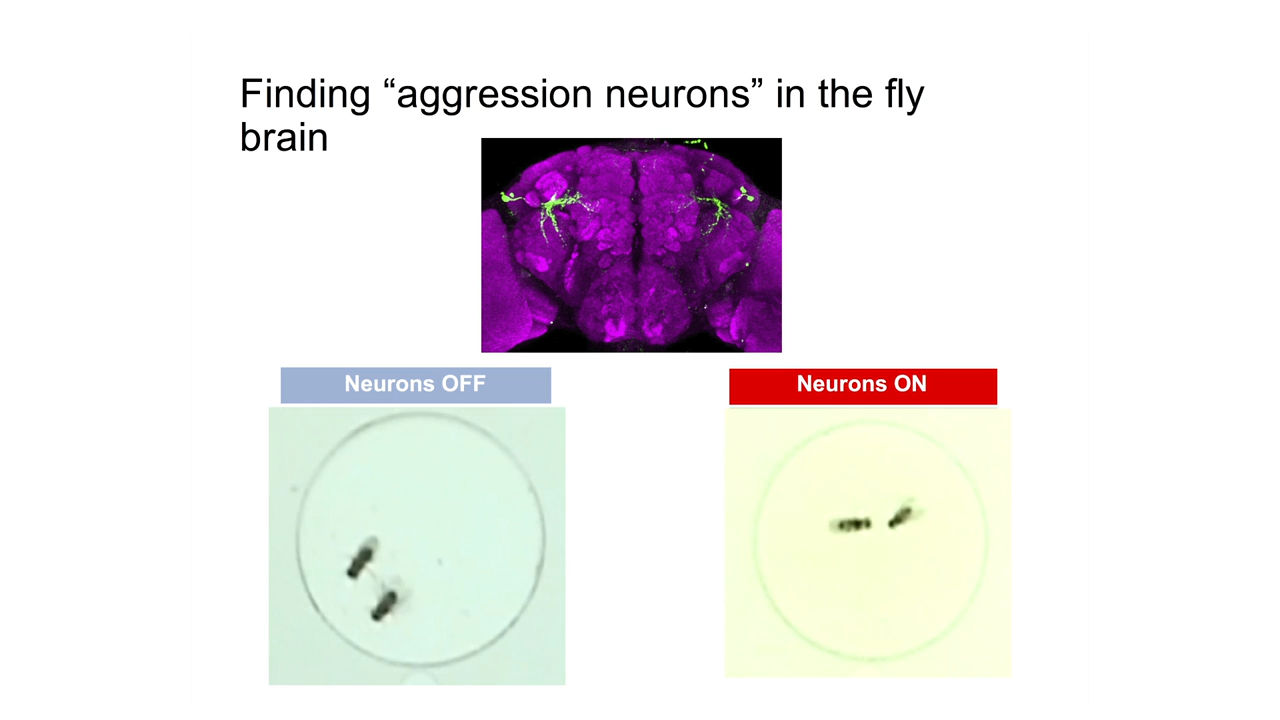 Finding “aggression neurons” in the fly
brain
Neurons OFF
Neurons ON